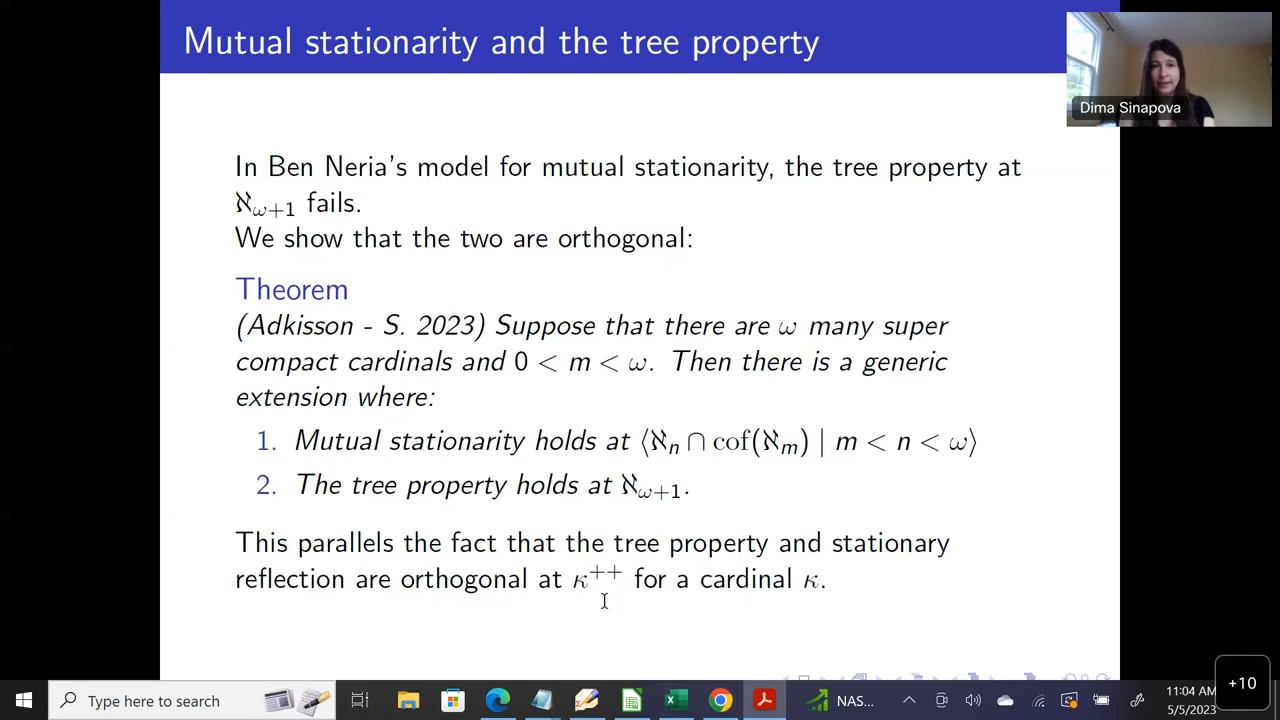 Mutual stationarity and the tree property
Dima Sinapova
In Ben Neria's model for mutual stationarity, the tree property at
ℵω+1 fails.
We show that the two are orthogonal:
Theorem
(Adkisson - S. 2023) Suppose that there are ω many super
compact cardinals and 0 < m < ω. Then there is a generic
extension where:
1. Mutual stationarity holds at ⟨ℵn ∩ cof(ℵm) | m < n < ω⟩
2. The tree property holds at ℵω+1.
This parallels the fact that the tree property and stationary
reflection are orthogonal at κ++ for a cardinal κ.
+10
Type here to search
NAS...
11:04 AM
5/5/2023